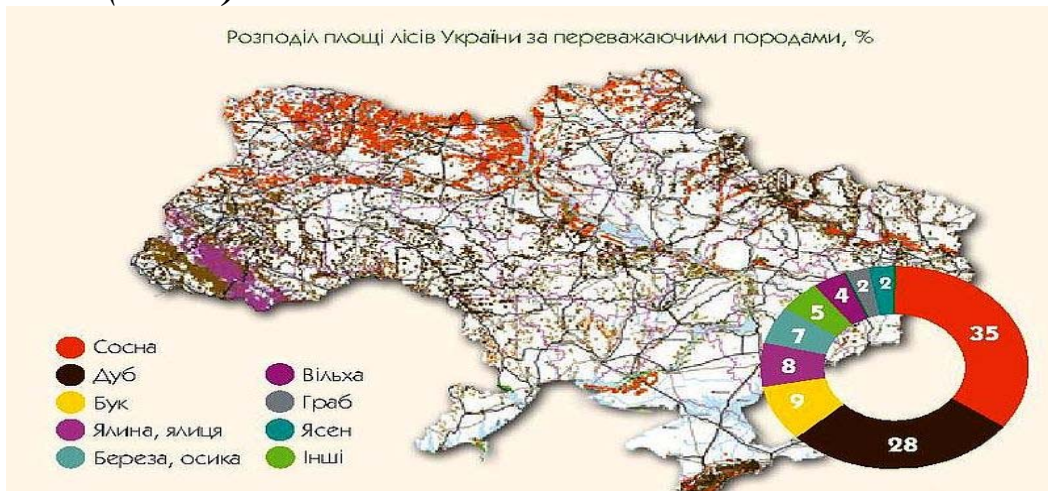 Розподіл площі лісів України за переважаючими породами, %
Сосна
Дуб
Бук
Ялина, ялиця
Береза, осика
Вільха
Граб
Ясен
Інші
35
28
9
8
7
5
4
2
2